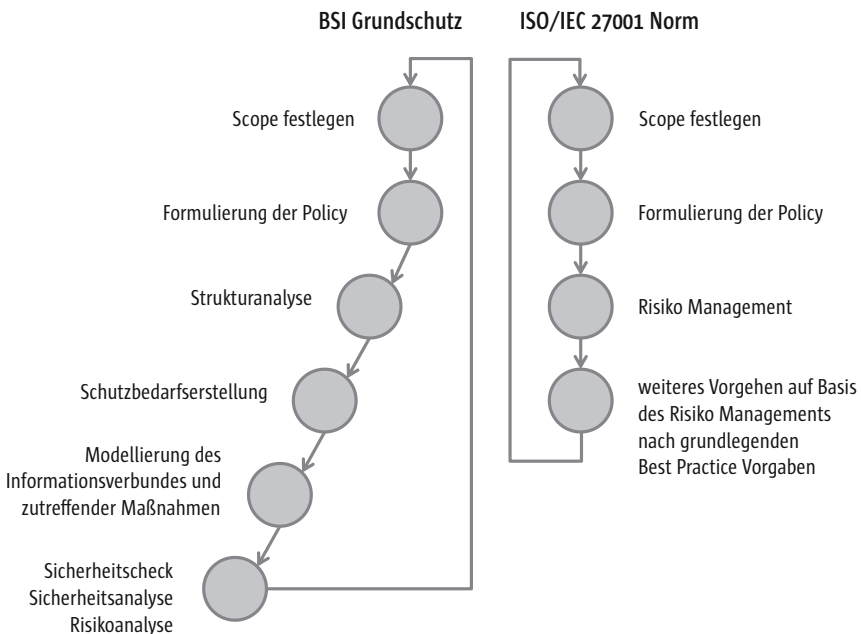 BSI Grundschutz
Scope festlegen
Formulierung der Policy
Strukturanalyse
Schutzbedarfserstellung
Modellierung des
Informationsverbundes und
zutreffender Maßnahmen
Sicherheitscheck
Sicherheitsanalyse
Risikoanalyse
ISO/IEC 27001 Norm
Scope festlegen
Formulierung der Policy
Risiko Management
weiteres Vorgehen auf Basis
des Risiko Managements
nach grundlegenden
Best Practice Vorgaben